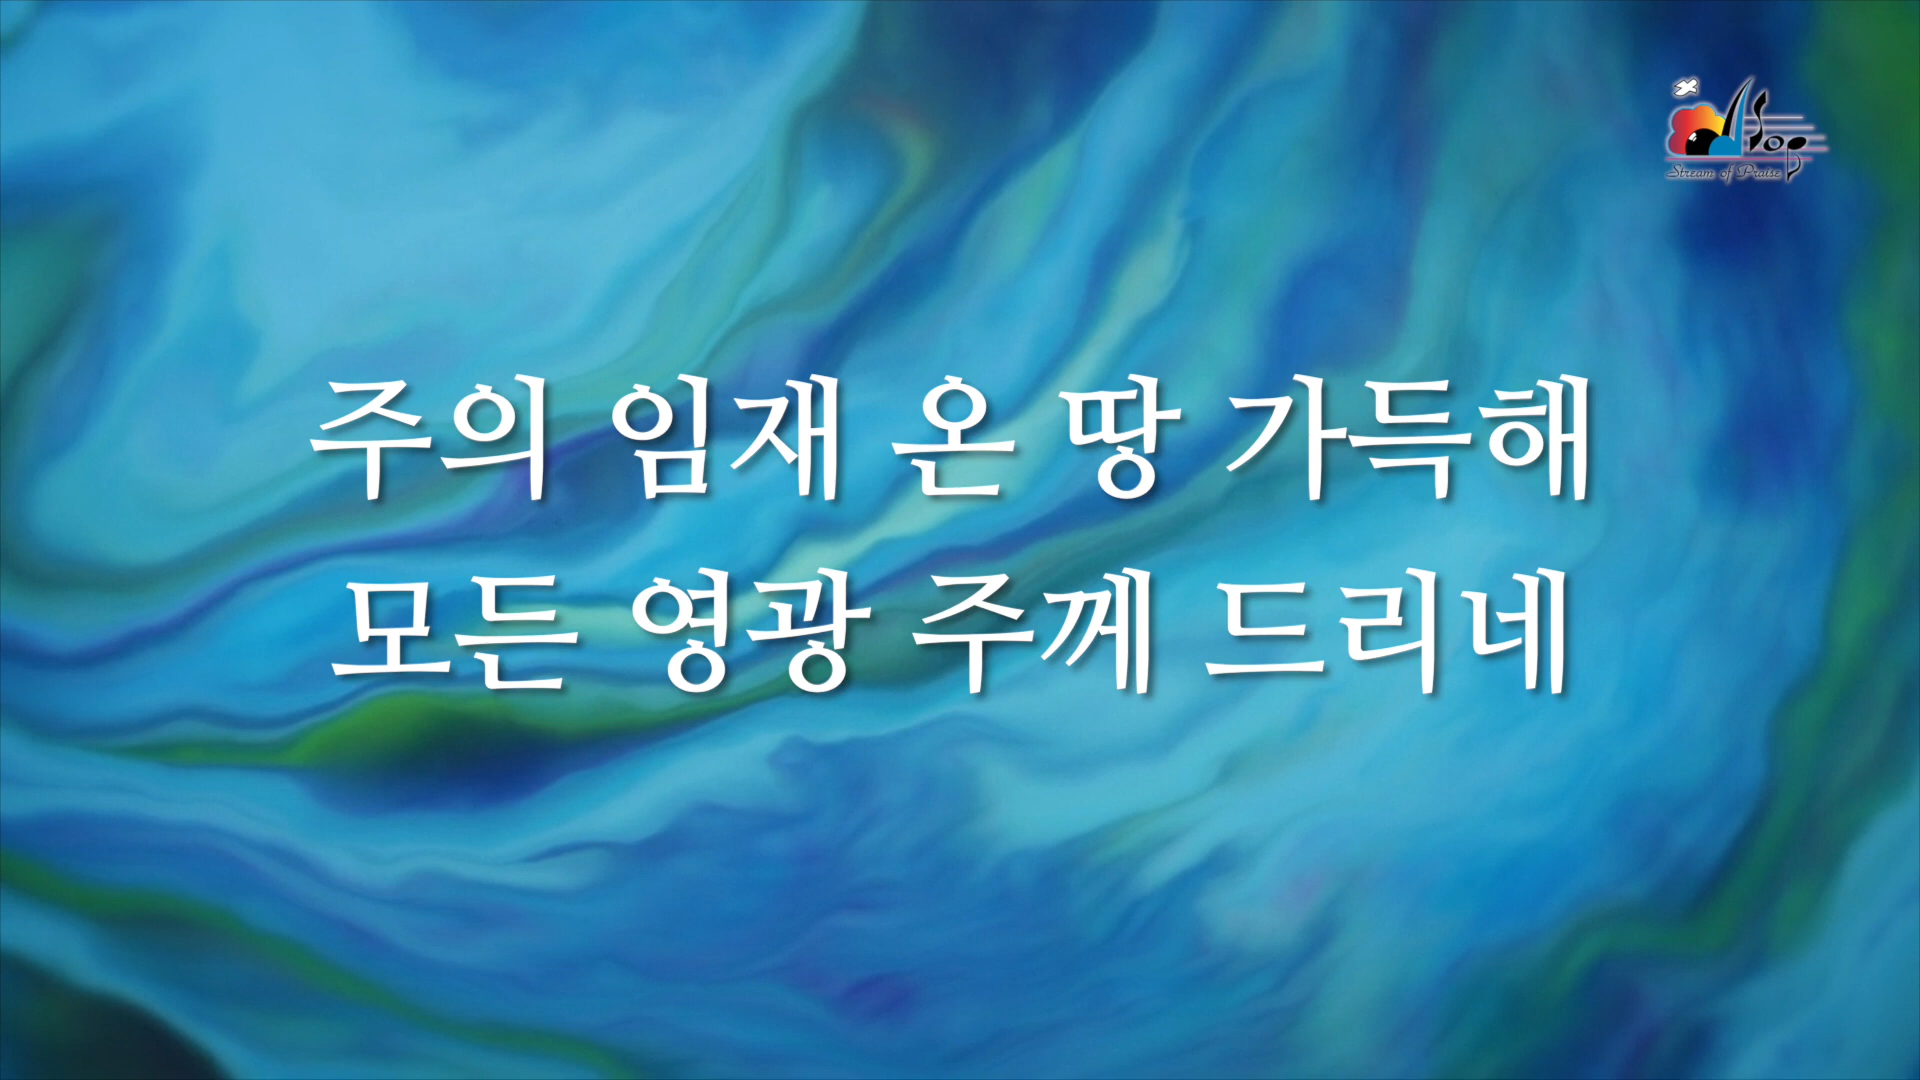 SOP
Stream of Praise
주의 임재 온 땅 가득해
모든 영광 주께 드리네